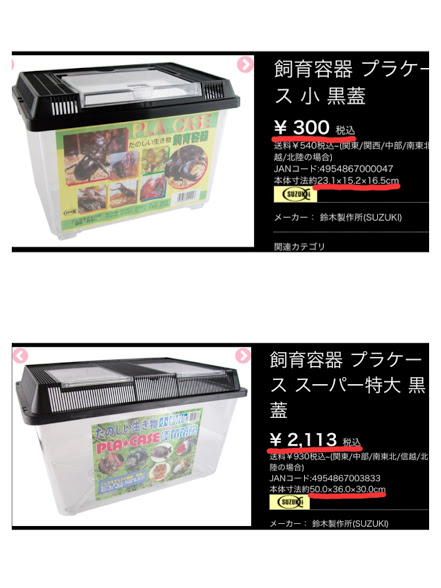 飼育容器 プラケー
ス 小 黒蓋
¥ 300 税込
送料¥540税込~(関東/関西/中部/南東北
越/北陸の場合)
JANコード:4954867000047
本体寸法約23.1×15.2×16.5cm
SUZUKI
メーカー： 鈴木製作所(SUZUKI)
関連カテゴリ
PLA CASE
たのしい生き物 飼育容器
飼育容器 プラケー
ス スーパー特大 黒
蓋
¥ 2,113 税込
送料¥930税込~(関東/中部/南東北/信越/北
陸の場合)
JANコード:4954867003833
本体寸法約50.0×36.0×30.0cm
SUZUKI
メーカー： 鈴木製作所(SUZUKI)
たのしい生き物
PLA CASE